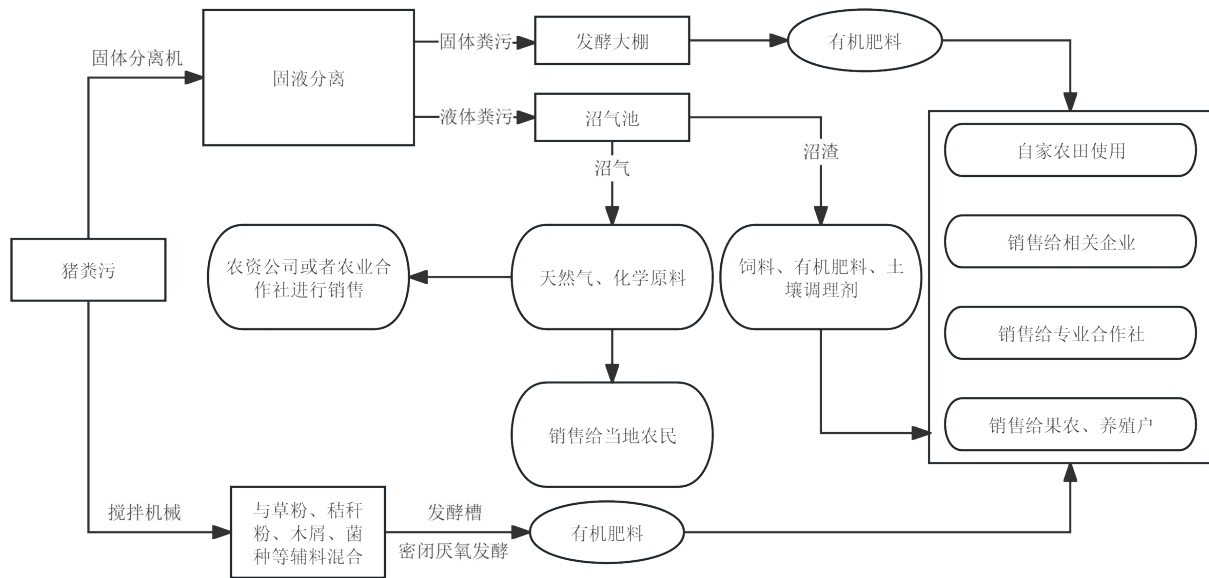 固体分离机
固液分离
固体粪污
发酵大棚
有机肥料
液体粪污
沼气池
沼气
沼渣
自家农田使用
销售给相关企业
销售给专业合作社
销售给果农、养殖户
猪粪污
农资公司或者农业合
作社进行销售
天然气、化学原料
饲料、有机肥料、土
壤调理剂
销售给当地农民
搅拌机械
与草粉、秸秆
粉、木屑、菌
种等辅料混合
发酵槽
密闭厌氧发酵
有机肥料